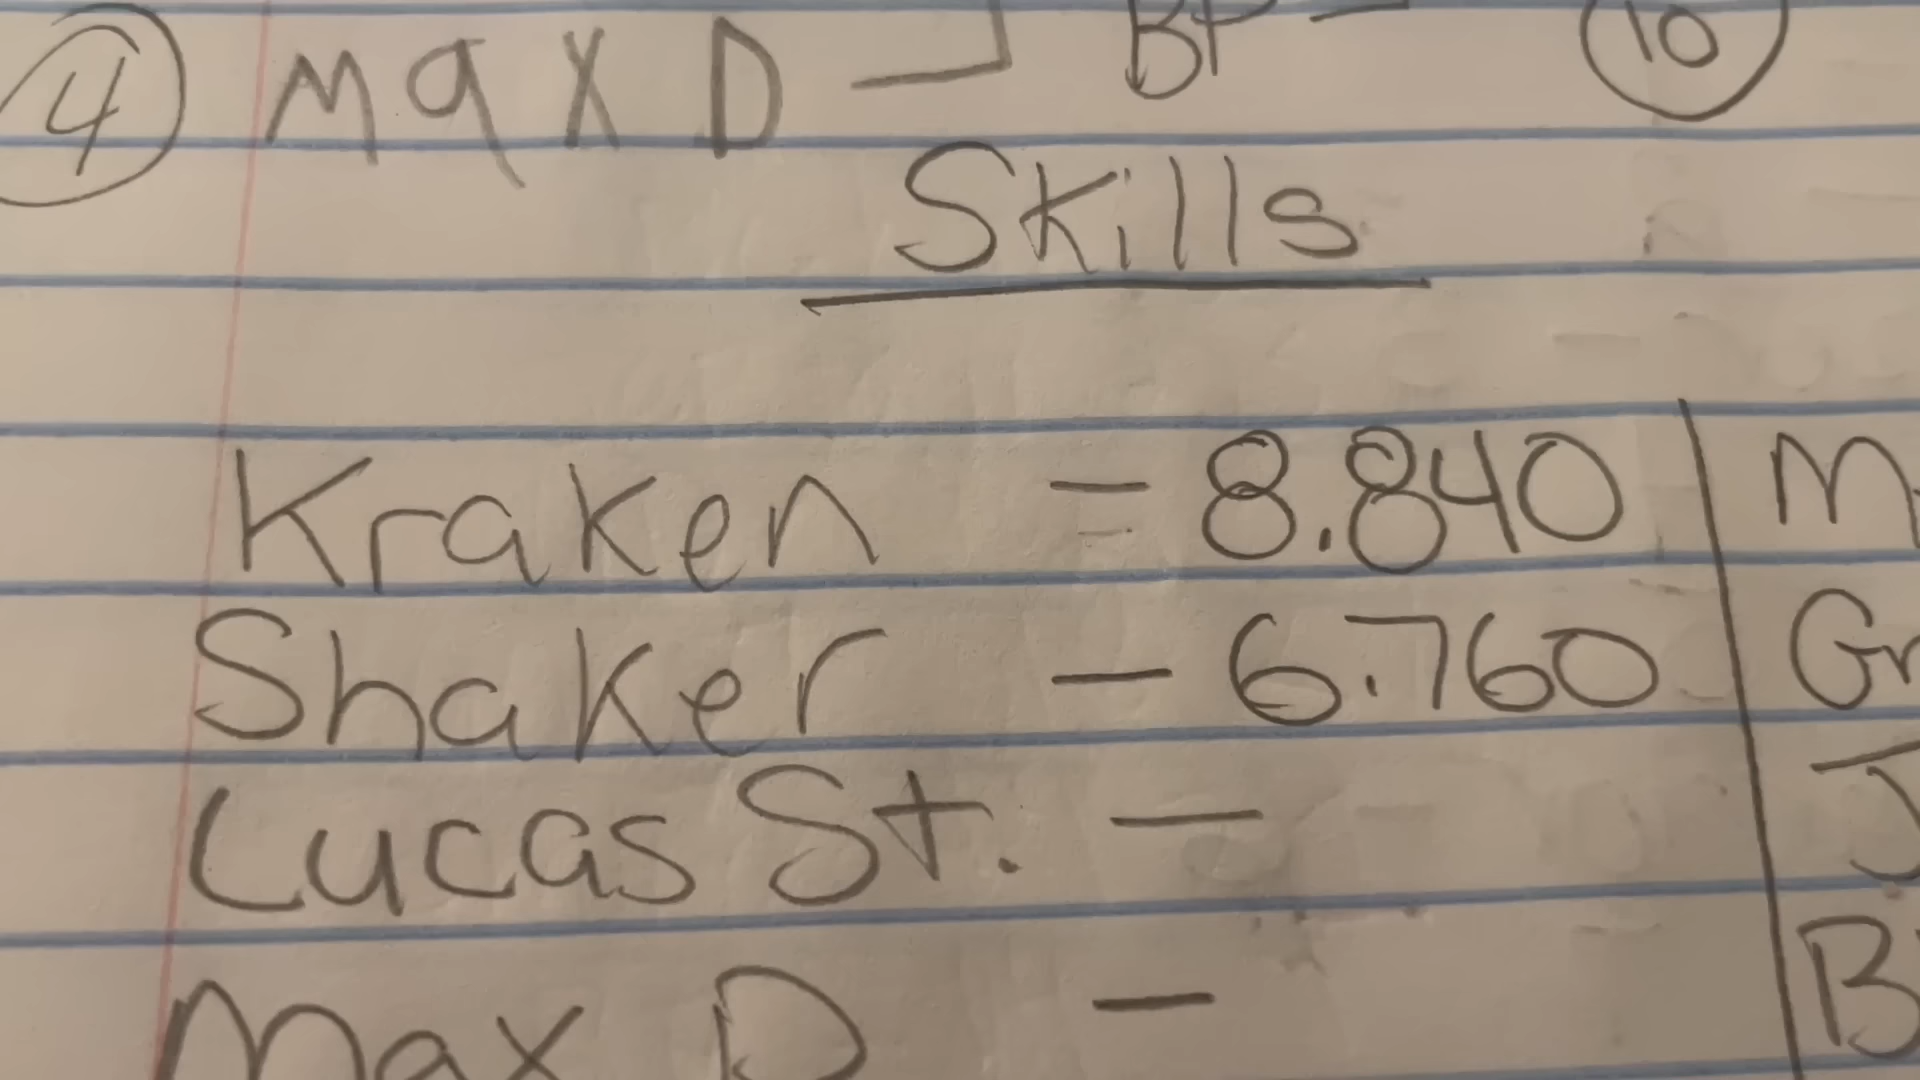 ④ Max D — BP — ⑩
Skills
Kraken = 8.840
Shaker — 6.760
Lucas St. —
Max D —